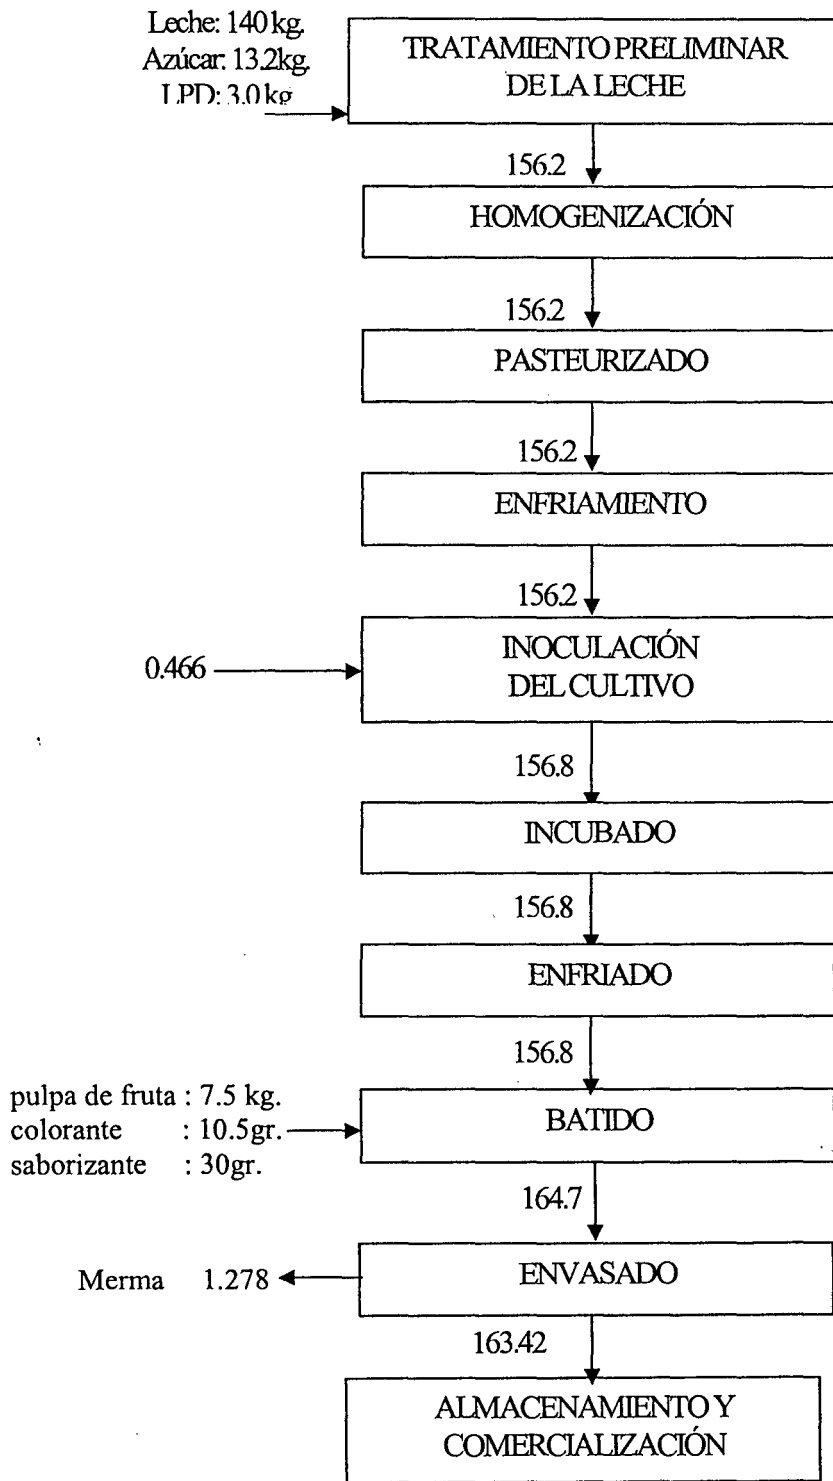 Leche: 140 kg.
Azúcar: 13.2kg.
LPD: 3.0 kg
TRATAMIENTO PRELIMINAR
DE LA LECHE
156.2
HOMOGENIZACIÓN
156.2
PASTEURIZADO
156.2
ENFRIAMIENTO
156.2
0.466
INOCULACIÓN
DEL CULTIVO
156.8
INCUBADO
156.8
ENFRIADO
156.8
pulpa de fruta : 7.5 kg.
colorante : 10.5gr.
saborizante : 30gr.
BATIDO
164.7
Merma 1.278
ENVASADO
163.42
ALMACENAMIENTO Y
COMERCIALIZACIÓN